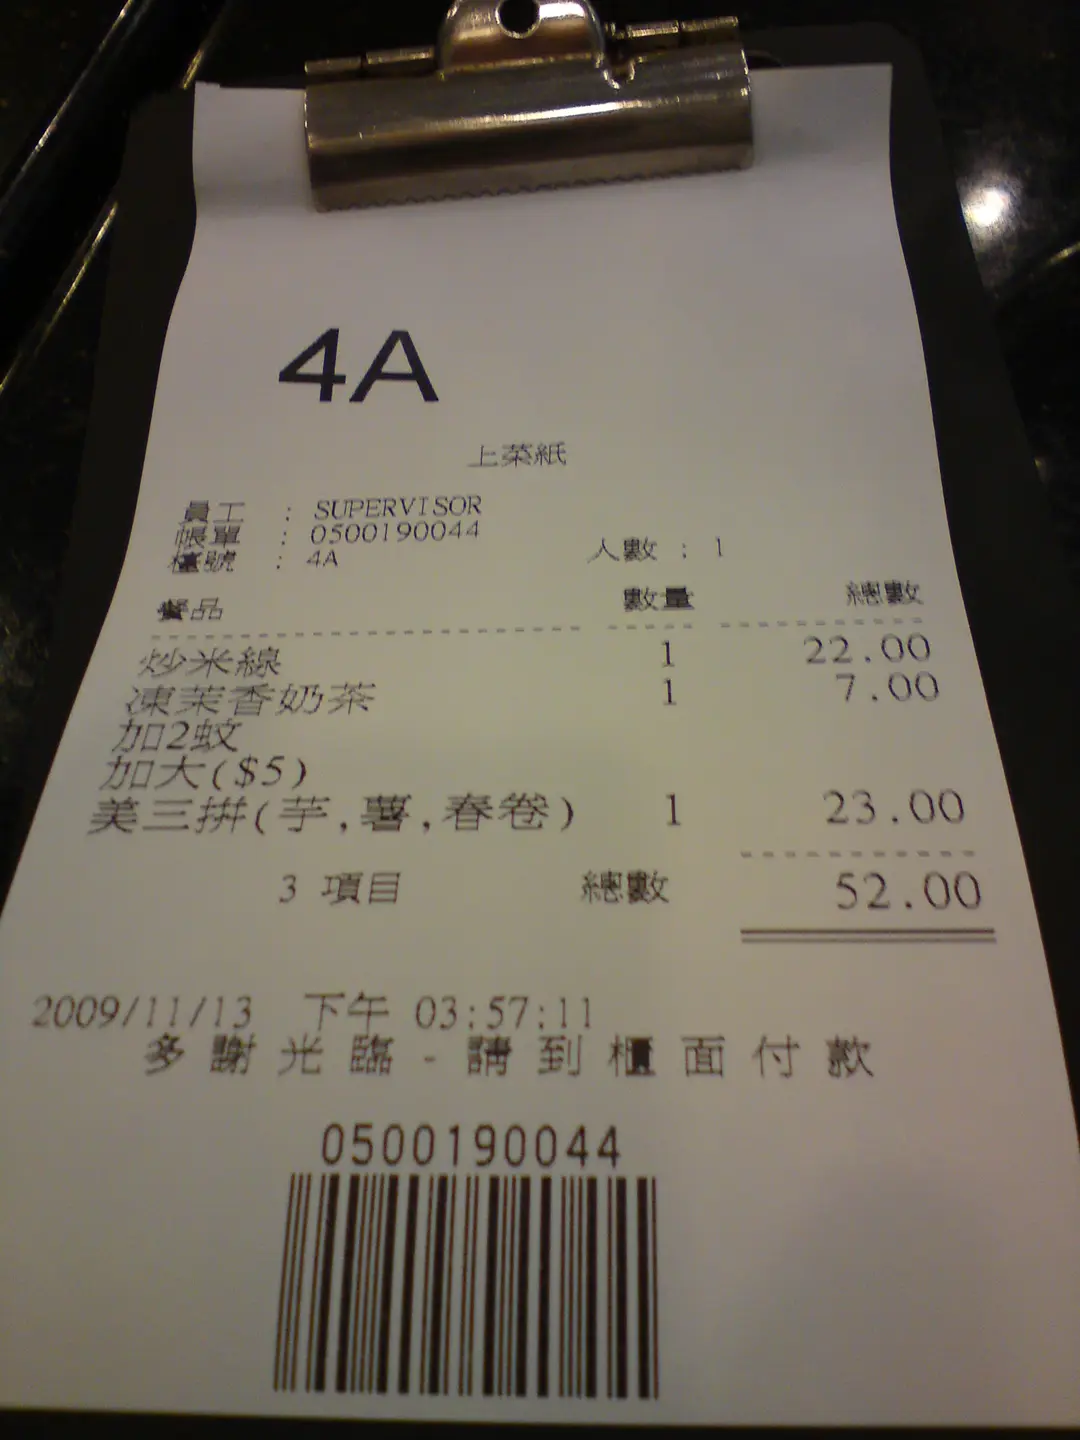 4A
上菜紙
員工 : SUPERVISOR
帳單 : 0500190044
檯號 : 4A 人數 : 1
餐品 數量 總數
炒米線 1 22.00
凍茉香奶茶 1 7.00
加2蚊
加大($5)
美三拼(芋,薯,春卷) 1 23.00
3 項目 總數 52.00
2009/11/13 下午 03:57:11
多謝光臨-請到櫃面付款
0500190044